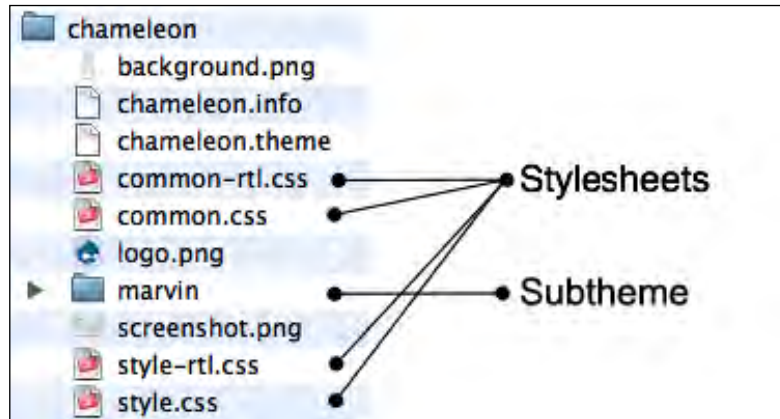 chameleon
background.png
chameleon.info
chameleon.theme
common-rtl.css
common.css
logo.png
marvin
screenshot.png
style-rtl.css
style.css
Stylesheets
Subtheme